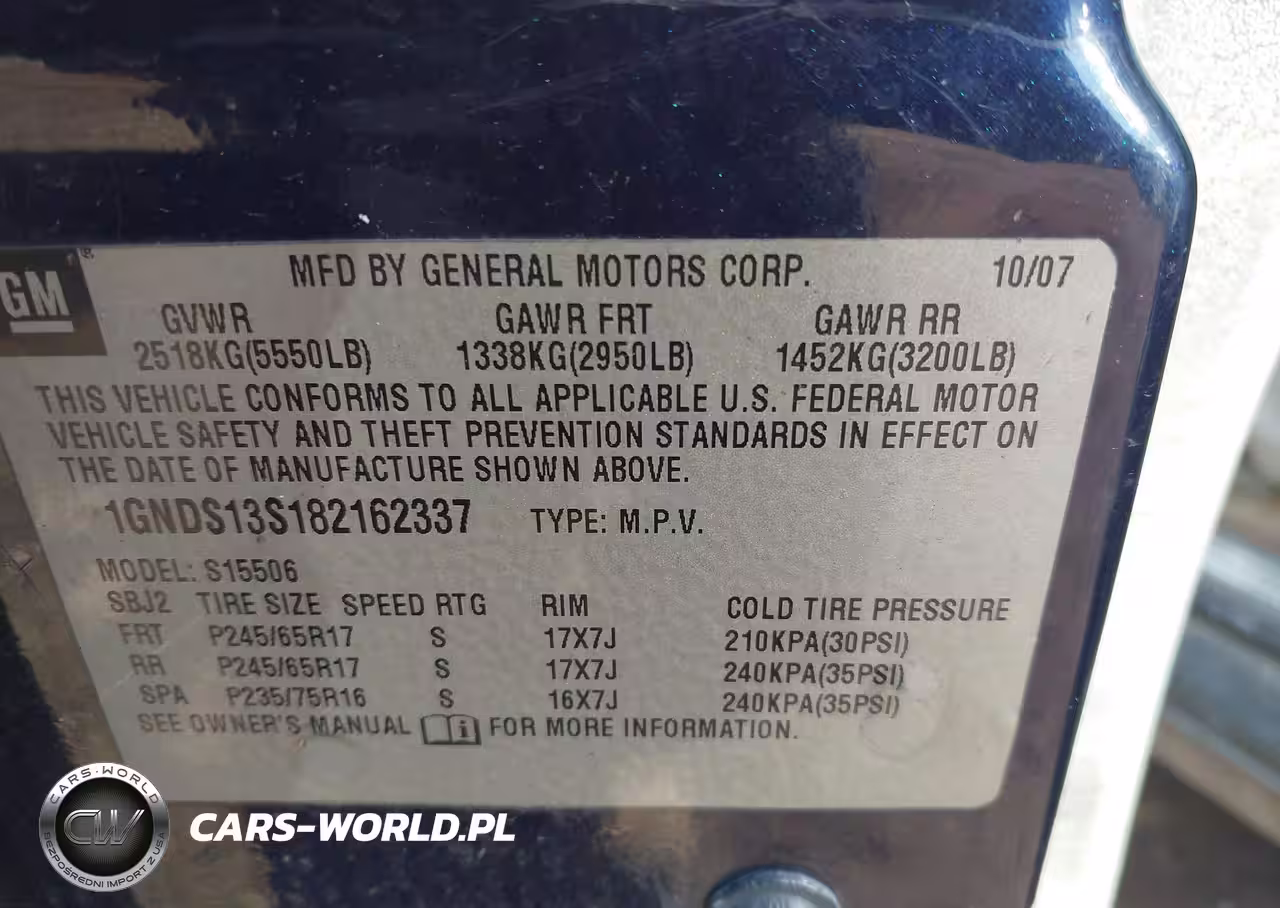 GM
MFD BY GENERAL MOTORS CORP. 10/07
GVWR GAWR FRT GAWR RR
2518KG(5550LB) 1338KG(2950LB) 1452KG(3200LB)
THIS VEHICLE CONFORMS TO ALL APPLICABLE U.S. FEDERAL MOTOR
VEHICLE SAFETY AND THEFT PREVENTION STANDARDS IN EFFECT ON
THE DATE OF MANUFACTURE SHOWN ABOVE.
1GNDS13S182162337 TYPE: M.P.V.
MODEL: S15506
SBJ2 TIRE SIZE SPEED RTG RIM COLD TIRE PRESSURE
FRT P245/65R17 S 17X7J 210KPA(30PSI)
RR P245/65R17 S 17X7J 240KPA(35PSI)
SPA P235/75R16 S 16X7J 240KPA(35PSI)
SEE OWNER'S MANUAL FOR MORE INFORMATION.
CARS-WORLD
CW
BEZPOŚREDNI IMPORT Z USA
CARS-WORLD.PL